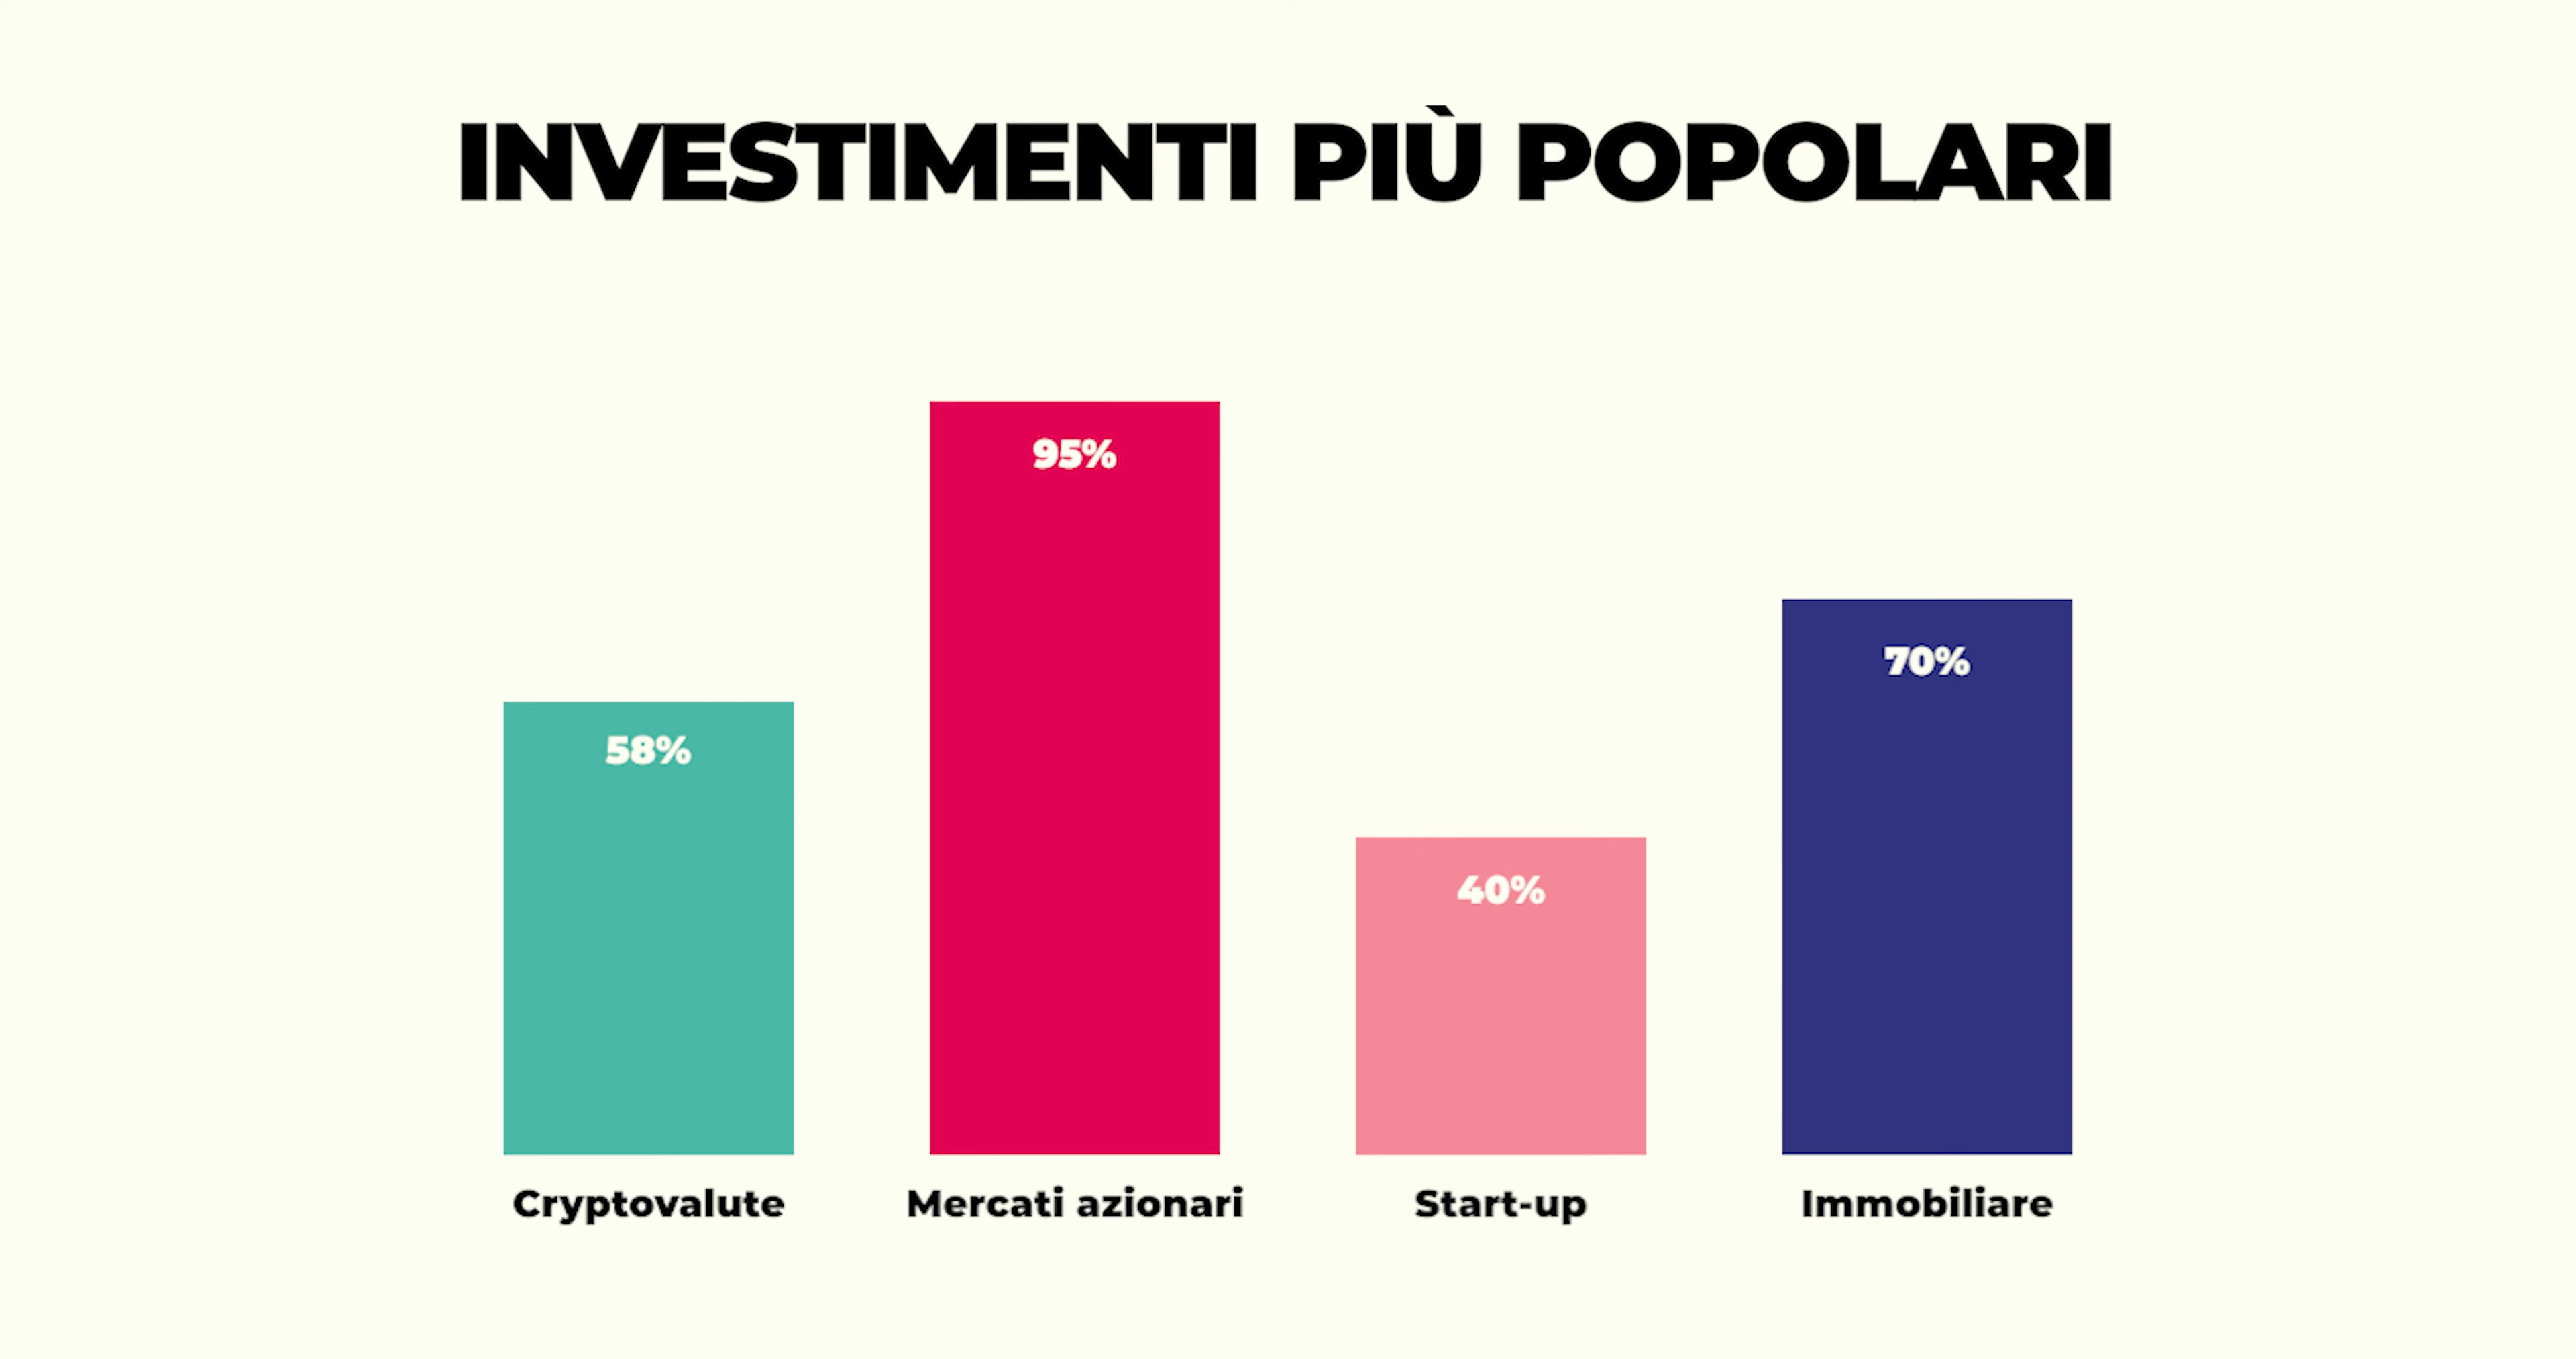 INVESTIMENTI PIÙ POPOLARI
58%
95%
40%
70%
Cryptovalute
Mercati azionari
Start-up
Immobiliare